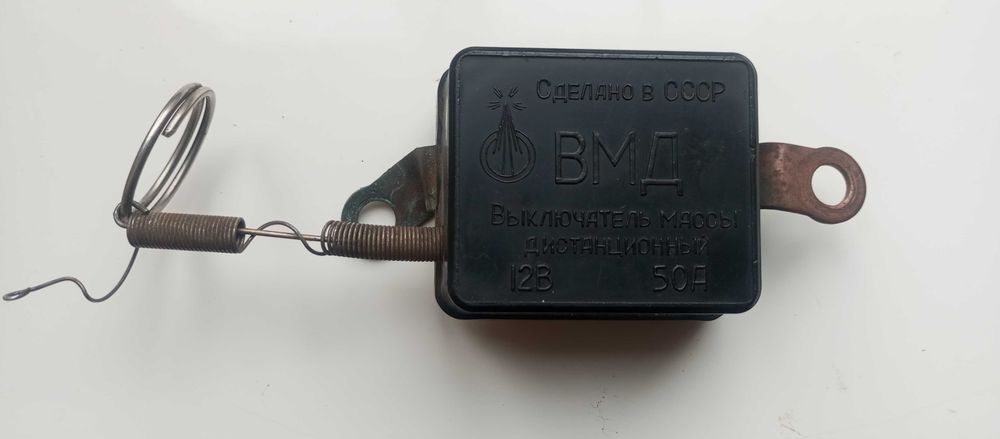 Сделано в СССР
ВМД
Выключатель массы
дистанционный
12В 50А